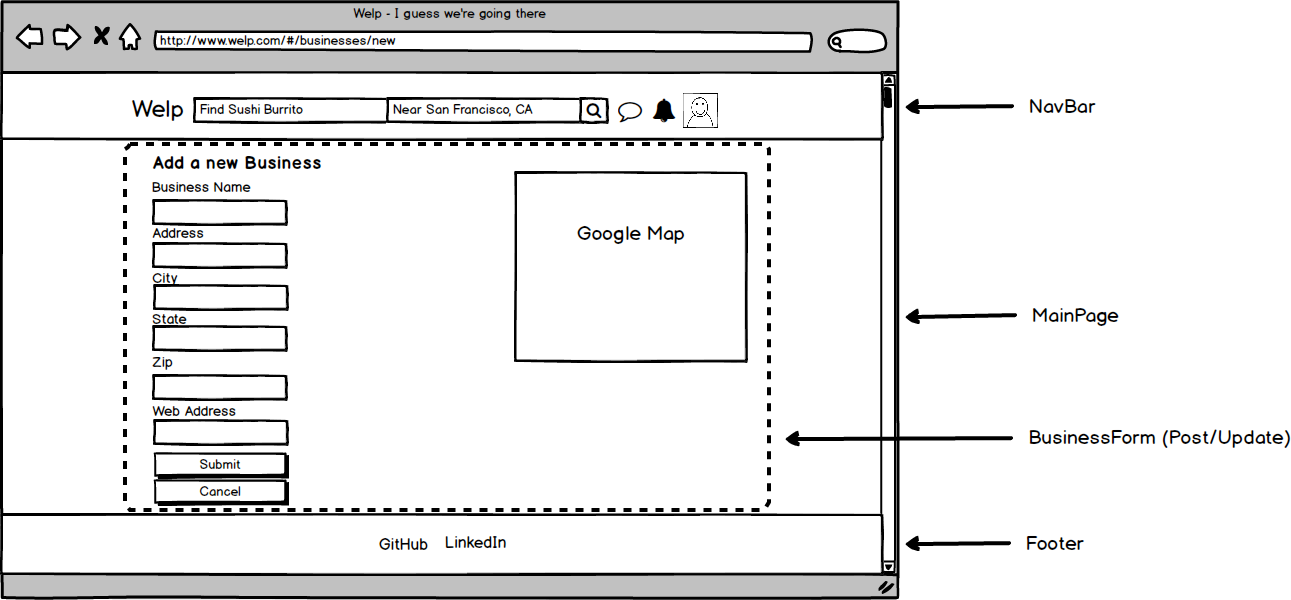 Welp - I guess we're going there
http://www.welp.com/#/businesses/new
Welp Find Sushi Burrito Near San Francisco, CA
NavBar
Add a new Business
Business Name
Address
City
State
Zip
Web Address
Submit
Cancel
Google Map
MainPage
BusinessForm (Post/Update)
GitHub LinkedIn
Footer